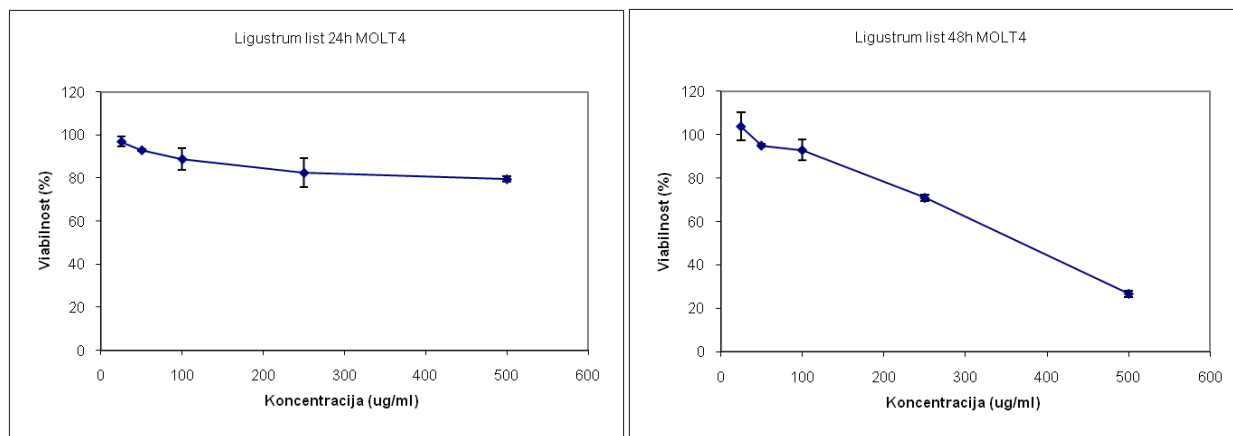 Ligustrum list 24h MOLT4
120
100
80
60
40
20
0
Viabilnost (%)
0 100 200 300 400 500 600
Koncentracija (ug/ml)
Ligustrum list 48h MOLT4
120
100
80
60
40
20
0
Viabilnost (%)
0 100 200 300 400 500 600
Koncentracija (ug/ml)